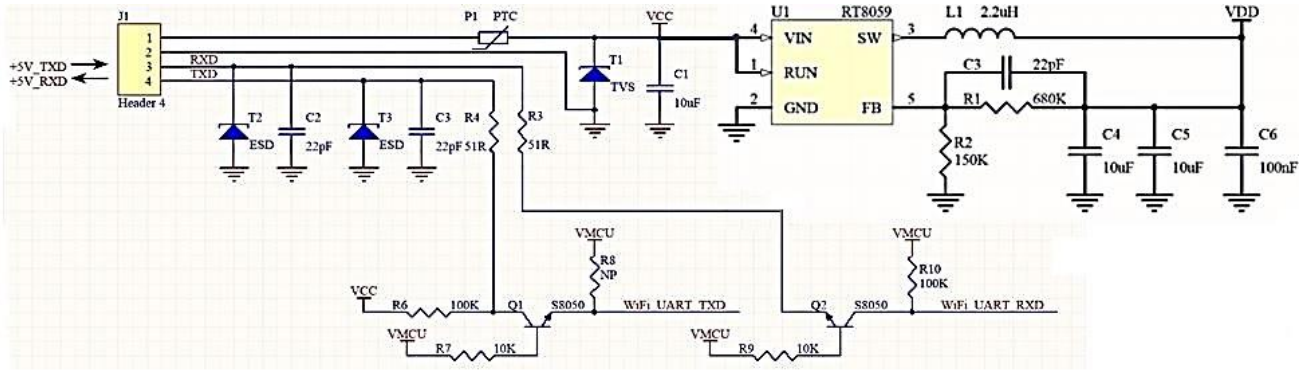 J1
P1 PTC
VCC
U1 RT8059
L1 2.2uH
VDD
1
2
3
4
Header 4
+5V_TXD
+5V_RXD
RXD
TXD
T1
TVS
C1
10uF
4 VIN SW 3
1 RUN
2 GND FB 5
C3 22pF
R1 680K
R2
150K
C4
10uF
C5
10uF
C6
100nF
T2
ESD
C2
22pF
T3
ESD
C3
22pF
R4
51R
R3
51R
VMCU
R8
NP
VCC
R6 100K
Q1 S8050
WiFi_UART_TXD
VMCU
R7 10K
VMCU
R10
100K
Q2 S8050
WiFi_UART_RXD
VMCU
R9 10K